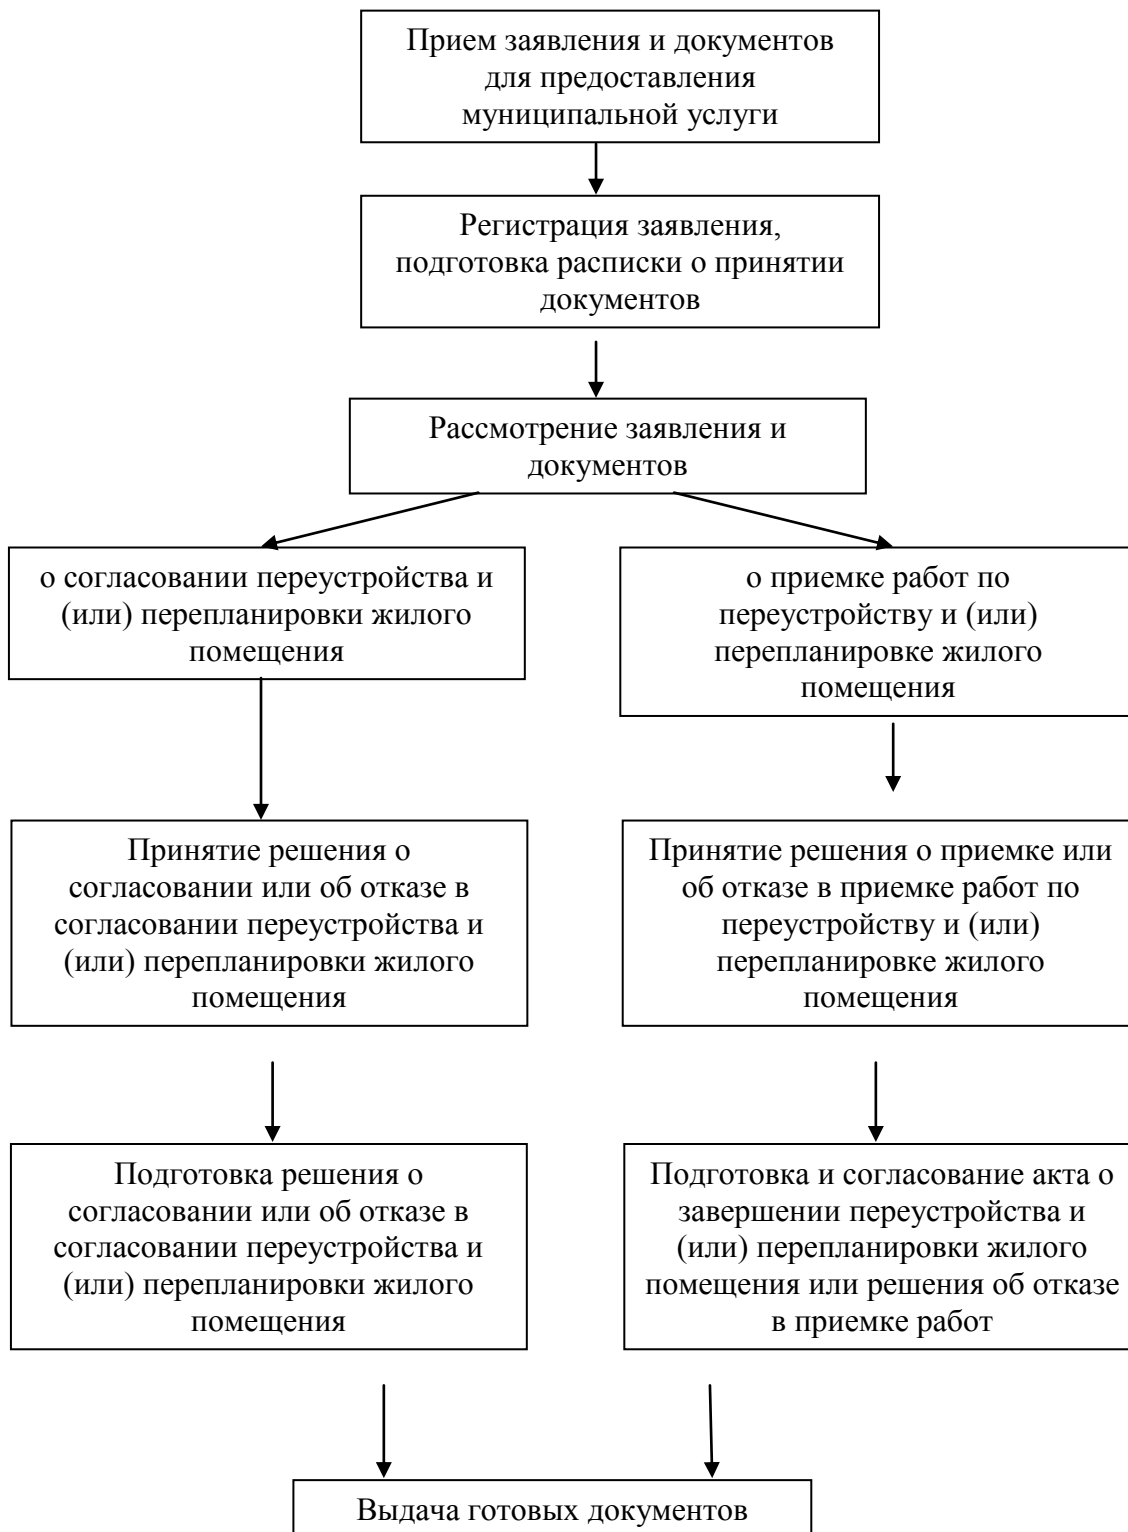 Прием заявления и документов
для предоставления
муниципальной услуги
Регистрация заявления,
подготовка расписки о принятии
документов
Рассмотрение заявления и
документов
о согласовании переустройства и
(или) перепланировки жилого
помещения
о приемке работ по
переустройству и (или)
перепланировке жилого
помещения
Принятие решения о
согласовании или об отказе в
согласовании переустройства и
(или) перепланировки жилого
помещения
Принятие решения о приемке или
об отказе в приемке работ по
переустройству и (или)
перепланировке жилого
помещения
Подготовка решения о
согласовании или об отказе в
согласовании переустройства и
(или) перепланировки жилого
помещения
Подготовка и согласование акта о
завершении переустройства и
(или) перепланировки жилого
помещения или решения об отказе
в приемке работ
Выдача готовых документов